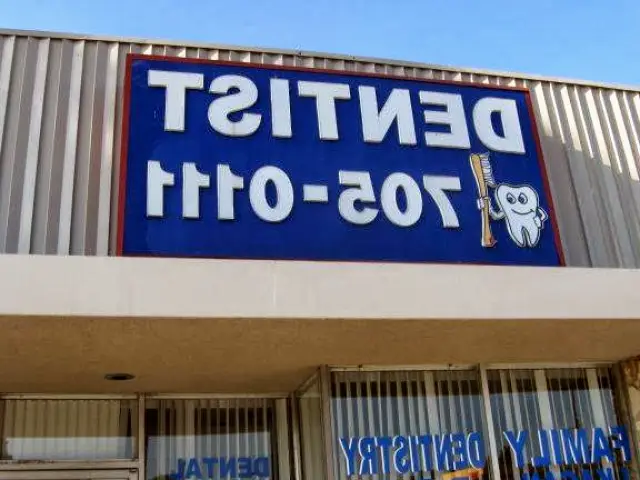 DENTIST
705-0111
FAMILY DENTISTRY
DENTAL